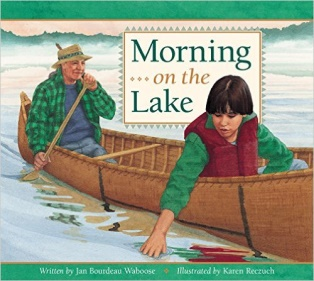 Morning
on the
Lake
Written by Jan Bourdeau Waboose Illustrated by Karen Reczuch